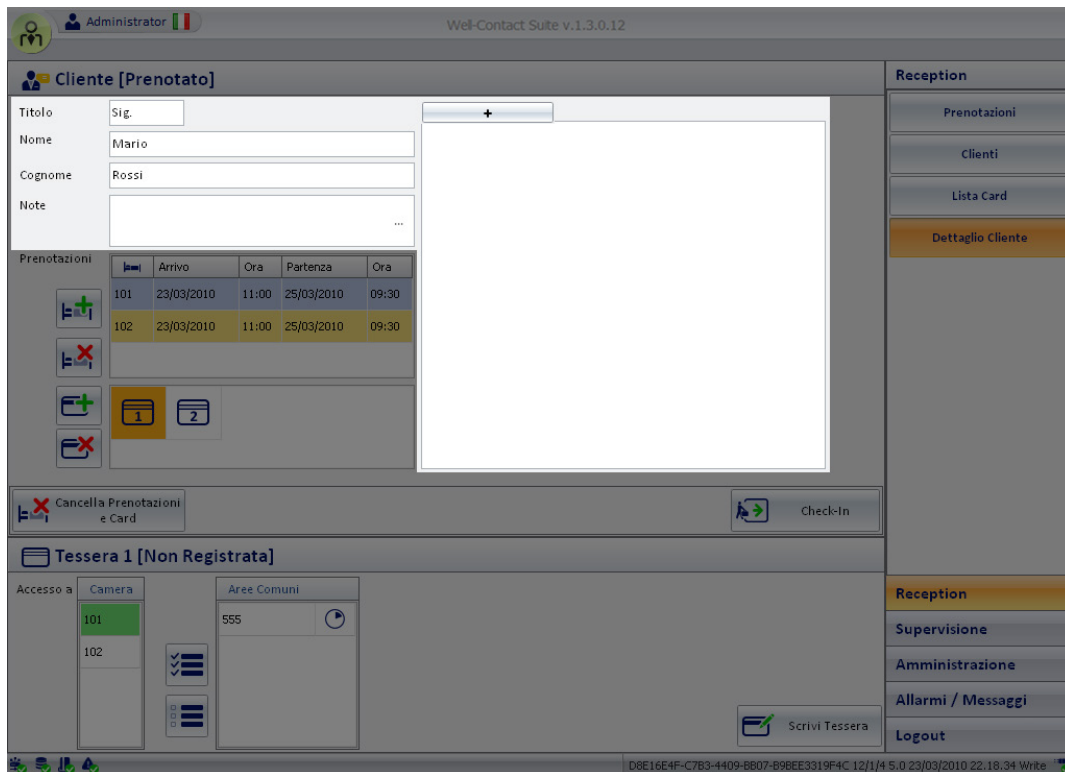 Administrator
Well-Contact Suite v.1.3.0.12
Cliente [Prenotato]
Titolo Sig.
Nome Mario
Cognome Rossi
Note ...
+
Prenotazioni
Arrivo Ora Partenza Ora
101 23/03/2010 11:00 25/03/2010 09:30
102 23/03/2010 11:00 25/03/2010 09:30
1 2
Cancella Prenotazioni
e Card
Check-In
Tessera 1 [Non Registrata]
Accesso a Camera Aree Comuni
101 555
102
Scrivi Tessera
Reception
Prenotazioni
Clienti
Lista Card
Dettaglio Cliente
Reception
Supervisione
Amministrazione
Allarmi / Messaggi
Logout
D8E16E4F-C7B3-4409-BB07-B9BEE3319F4C 12/1/4 5.0 23/03/2010 22.18.34 Write